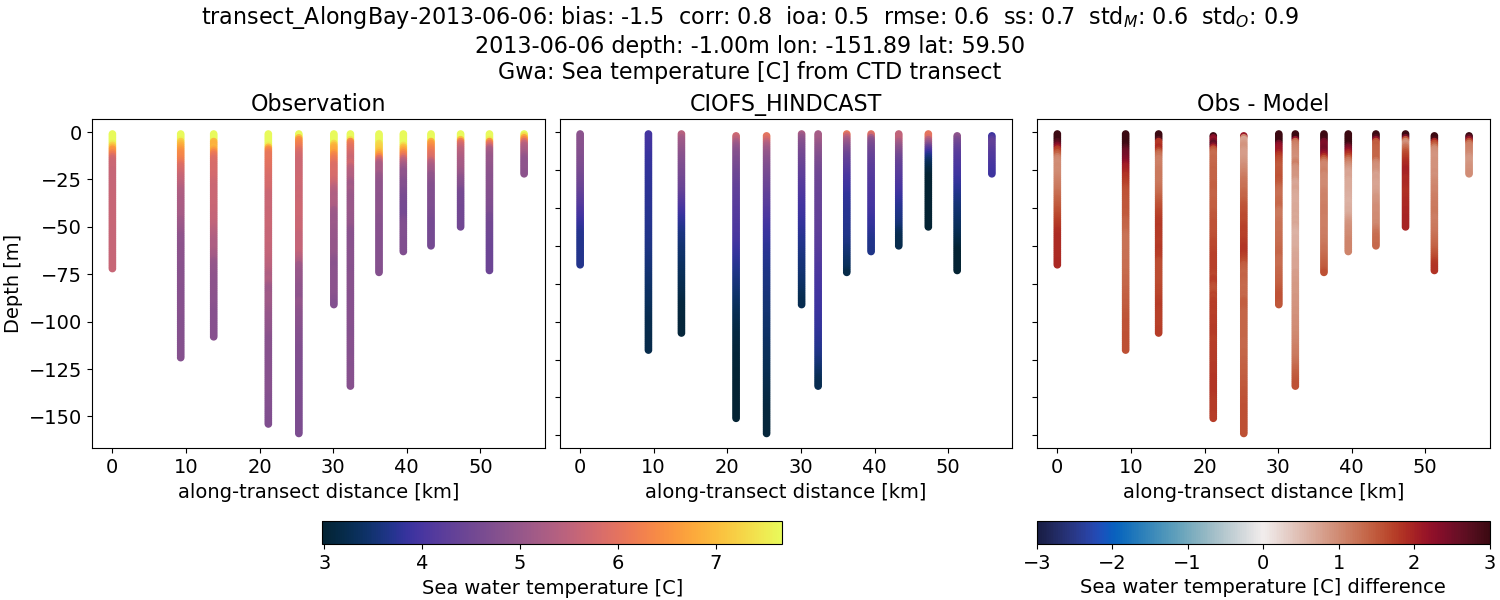 transect_AlongBay-2013-06-06: bias: -1.5 corr: 0.8 ioa: 0.5 rmse: 0.6 ss: 0.7 std_M: 0.6 std_O: 0.9
2013-06-06 depth: -1.00m lon: -151.89 lat: 59.50
Gwa: Sea temperature [C] from CTD transect
Observation
CIOFS_HINDCAST
Obs - Model
Depth [m]
0
−25
−50
−75
−100
−125
−150
0 10 20 30 40 50
0 10 20 30 40 50
0 10 20 30 40 50
along-transect distance [km]
along-transect distance [km]
along-transect distance [km]
3 4 5 6 7
Sea water temperature [C]
−3 −2 −1 0 1 2 3
Sea water temperature [C] difference